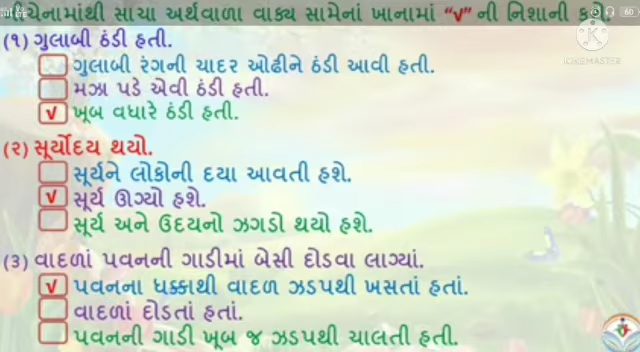 નીચેનામાંથી સાચા અર્થવાળા વાક્ય સામેનાં ખાનામાં “√” ની નિશાની કરો
(૧) ગુલાબી ઠંડી હતી.
ગુલાબી રંગની ચાદર ઓઢીને ઠંડી આવી હતી.
મઝા પડે એવી ઠંડી હતી.
√ ખૂબ વધારે ઠંડી હતી.
(૨) સૂર્યોદય થયો.
સૂર્યને લોકોની દયા આવતી હશે.
√ સૂર્ય ઊગ્યો હશે.
સૂર્ય અને ઉદયનો ઝગડો થયો હશે.
(૩) વાદળાં પવનની ગાડીમાં બેસી દોડવા લાગ્યાં.
√ પવનના ધક્કાથી વાદળ ઝડપથી ખસતાં હતાં.
વાદળાં દોડતાં હતાં.
પવનની ગાડી ખૂબ જ ઝડપથી ચાલતી હતી.
KINEMASTER